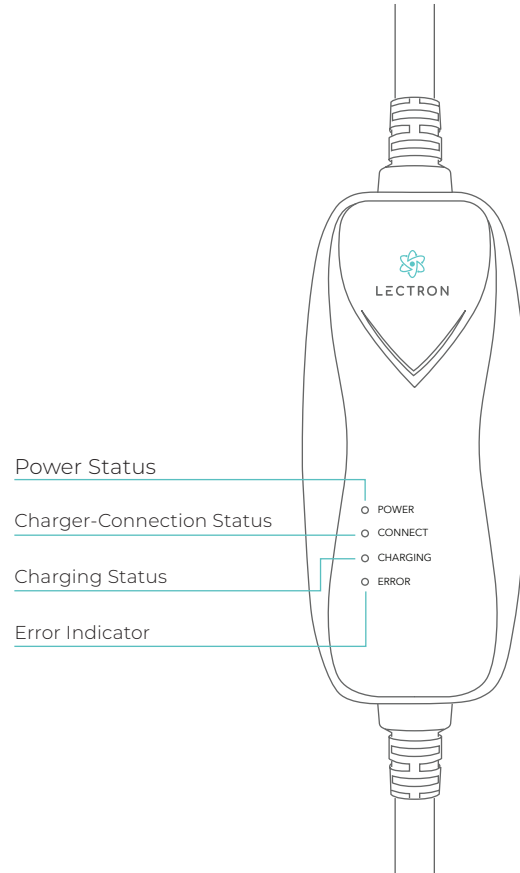 LECTRON
Power Status
POWER
Charger-Connection Status
CONNECT
Charging Status
CHARGING
ERROR
Error Indicator